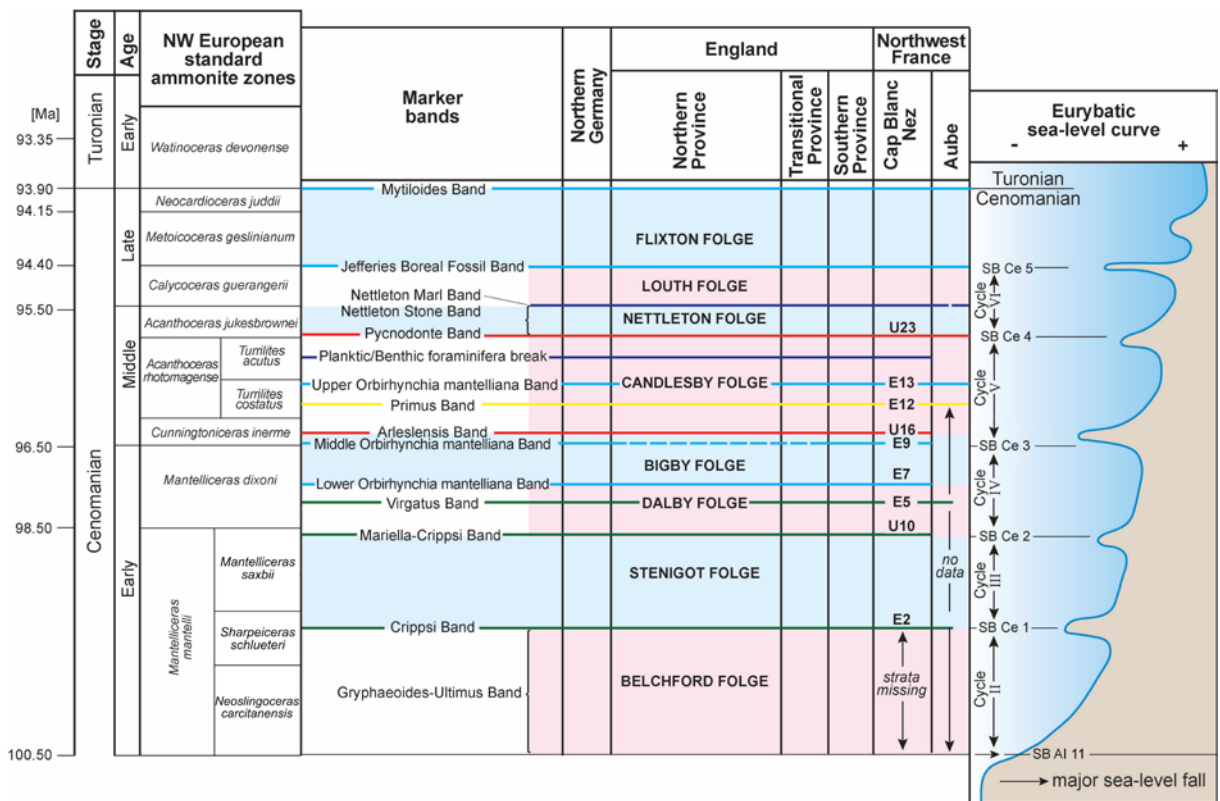 Stage
Age
NW European
standard
ammonite zones
Marker
bands
Northern
Germany
England
Northern
Province
Transitional
Province
Southern
Province
Northwest
France
Cap Blanc
Nez
Aube
Eurybatic
sea-level curve
-
+
[Ma]
93.35
93.90
94.15
94.40
95.50
96.50
98.50
100.50
Turonian
Cenomanian
Early
Late
Middle
Early
Watinoceras devonense
Neocardioceras juddii
Metoicoceras geslinianum
Calycoceras guerangerii
Acanthoceras jukesbrownei
Acanthoceras
rhotomagense
Turrilites
acutus
Turrilites
costatus
Cunningtoniceras inerme
Mantelliceras dixoni
Mantelliceras
mantelli
Mantelliceras
saxbii
Sharpeiceras
schlueteri
Neoslingoceras
carcitanensis
Mytiloides Band
Jefferies Boreal Fossil Band
Nettleton Marl Band
Nettleton Stone Band
Pycnodonte Band
Planktic/Benthic foraminifera break
Upper Orbirhynchia mantelliana Band
Primus Band
Arleslensis Band
Middle Orbirhynchia mantelliana Band
Lower Orbirhynchia mantelliana Band
Virgatus Band
Mariella-Crippsi Band
Crippsi Band
Gryphaeoides-Ultimus Band
FLIXTON FOLGE
LOUTH FOLGE
NETTLETON FOLGE
CANDLESBY FOLGE
BIGBY FOLGE
DALBY FOLGE
STENIGOT FOLGE
BELCHFORD FOLGE
U23
E13
E12
U16
E9
E7
E5
U10
E2
strata
missing
no
data
Turonian
Cenomanian
SB Ce 5
Cycle
VI
SB Ce 4
Cycle
V
SB Ce 3
Cycle
IV
SB Ce 2
Cycle
III
SB Ce 1
Cycle
II
SB Al 11
major sea-level fall